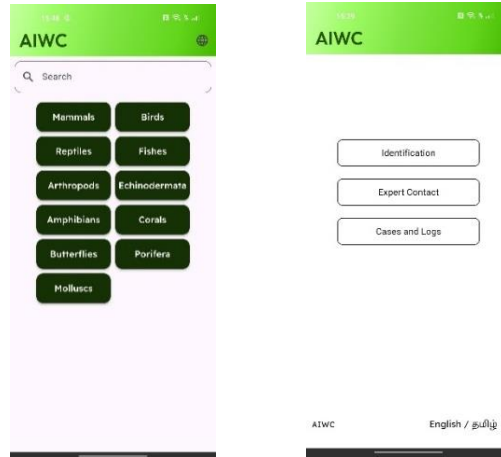 AIWC
Search
Mammals
Birds
Reptiles
Fishes
Arthropods
Echinodermata
Amphibians
Corals
Butterflies
Porifera
Molluscs
AIWC
Identification
Expert Contact
Cases and Logs
AIWC
English / தமிழ்